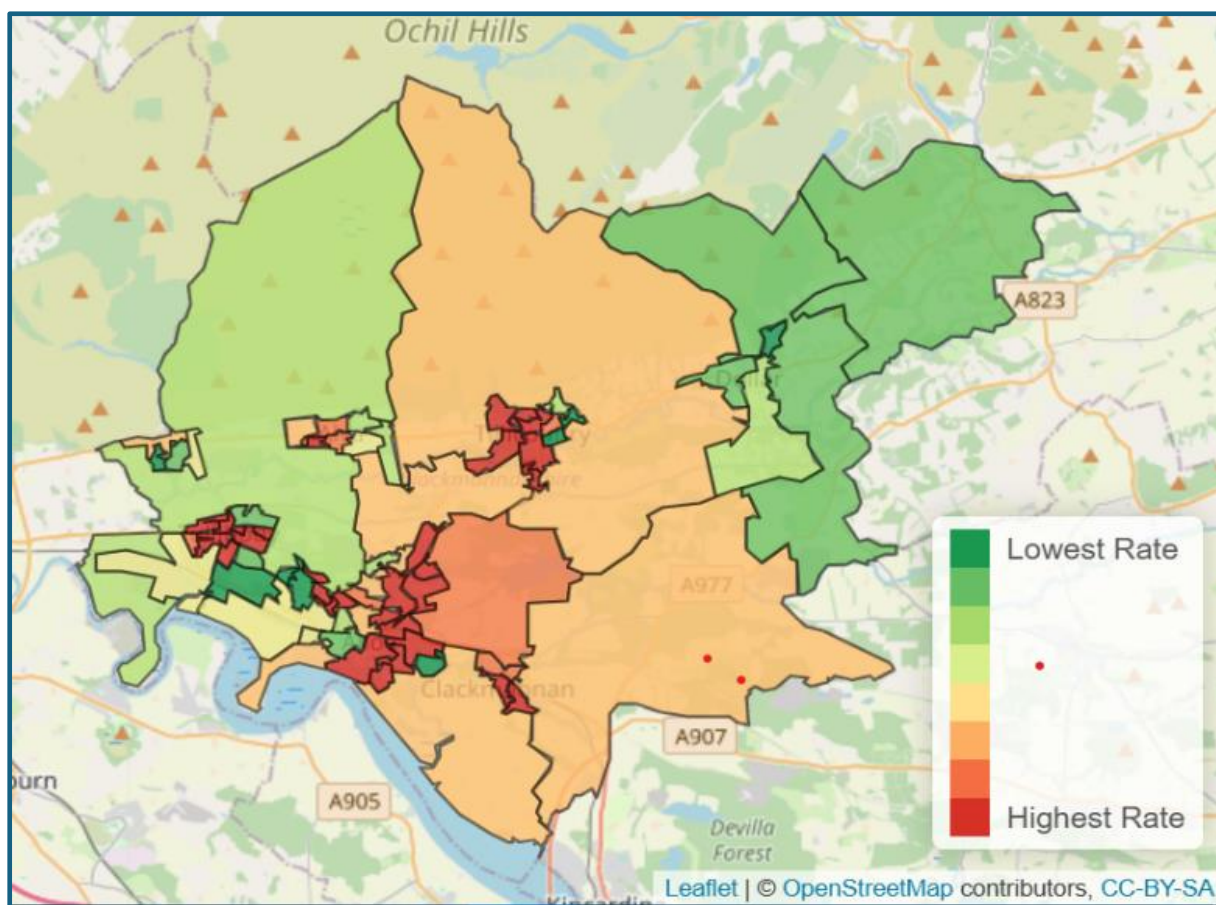 Ochil Hills
A823
Lowest Rate
A977
Clackmannan
A907
Highest Rate
burn
A905
Devilla
Forest
Leaflet | © OpenStreetMap contributors, CC-BY-SA